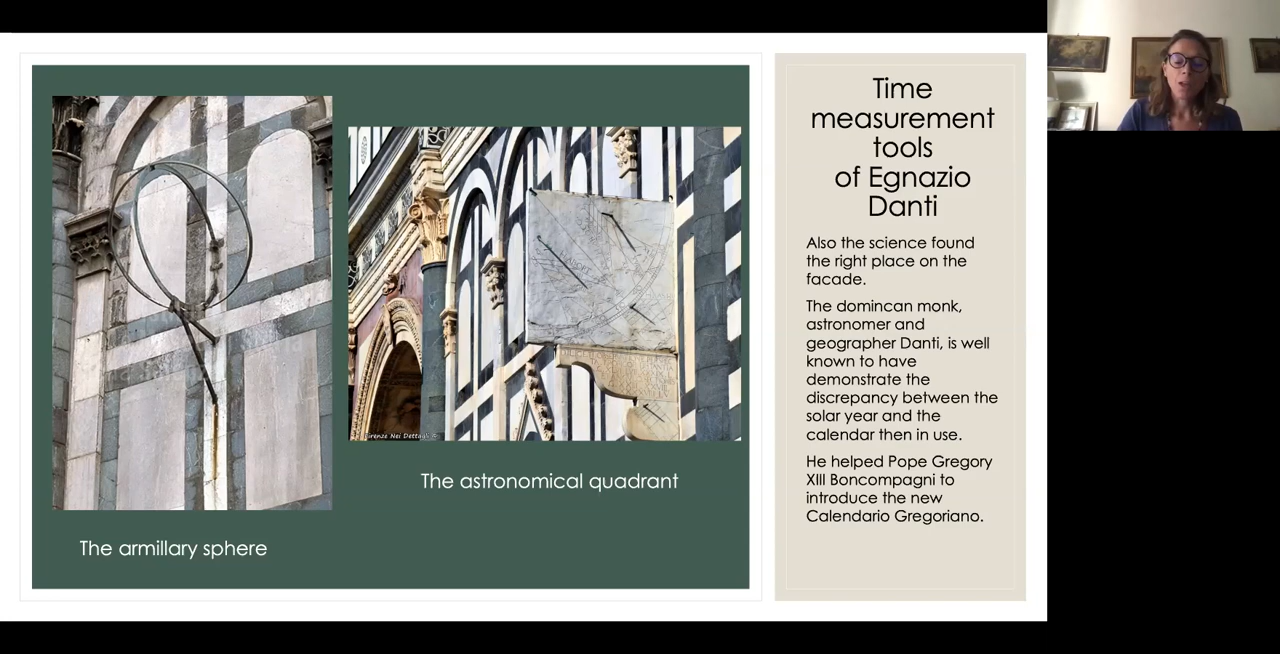 Time
measurement
tools
of Egnazio
Danti
Also the science found
the right place on the
facade.
The domincan monk,
astronomer and
geographer Danti, is well
known to have
demonstrate the
discrepancy between the
solar year and the
calendar then in use.
He helped Pope Gregory
XIII Boncompagni to
introduce the new
Calendario Gregoriano.
The astronomical quadrant
The armillary sphere
Firenze Nei Dettagli ©